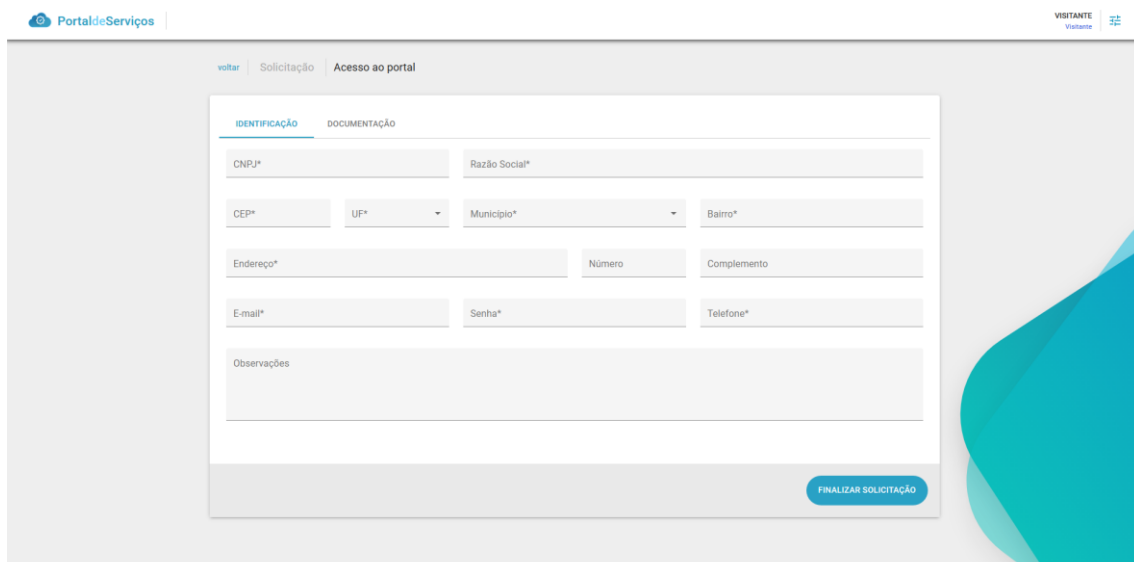 PortaldeServiços
VISITANTE
Visitante
voltar Solicitação Acesso ao portal
IDENTIFICAÇÃO DOCUMENTAÇÃO
CNPJ* Razão Social*
CEP* UF* Município* Bairro*
Endereço* Número Complemento
E-mail* Senha* Telefone*
Observações
FINALIZAR SOLICITAÇÃO